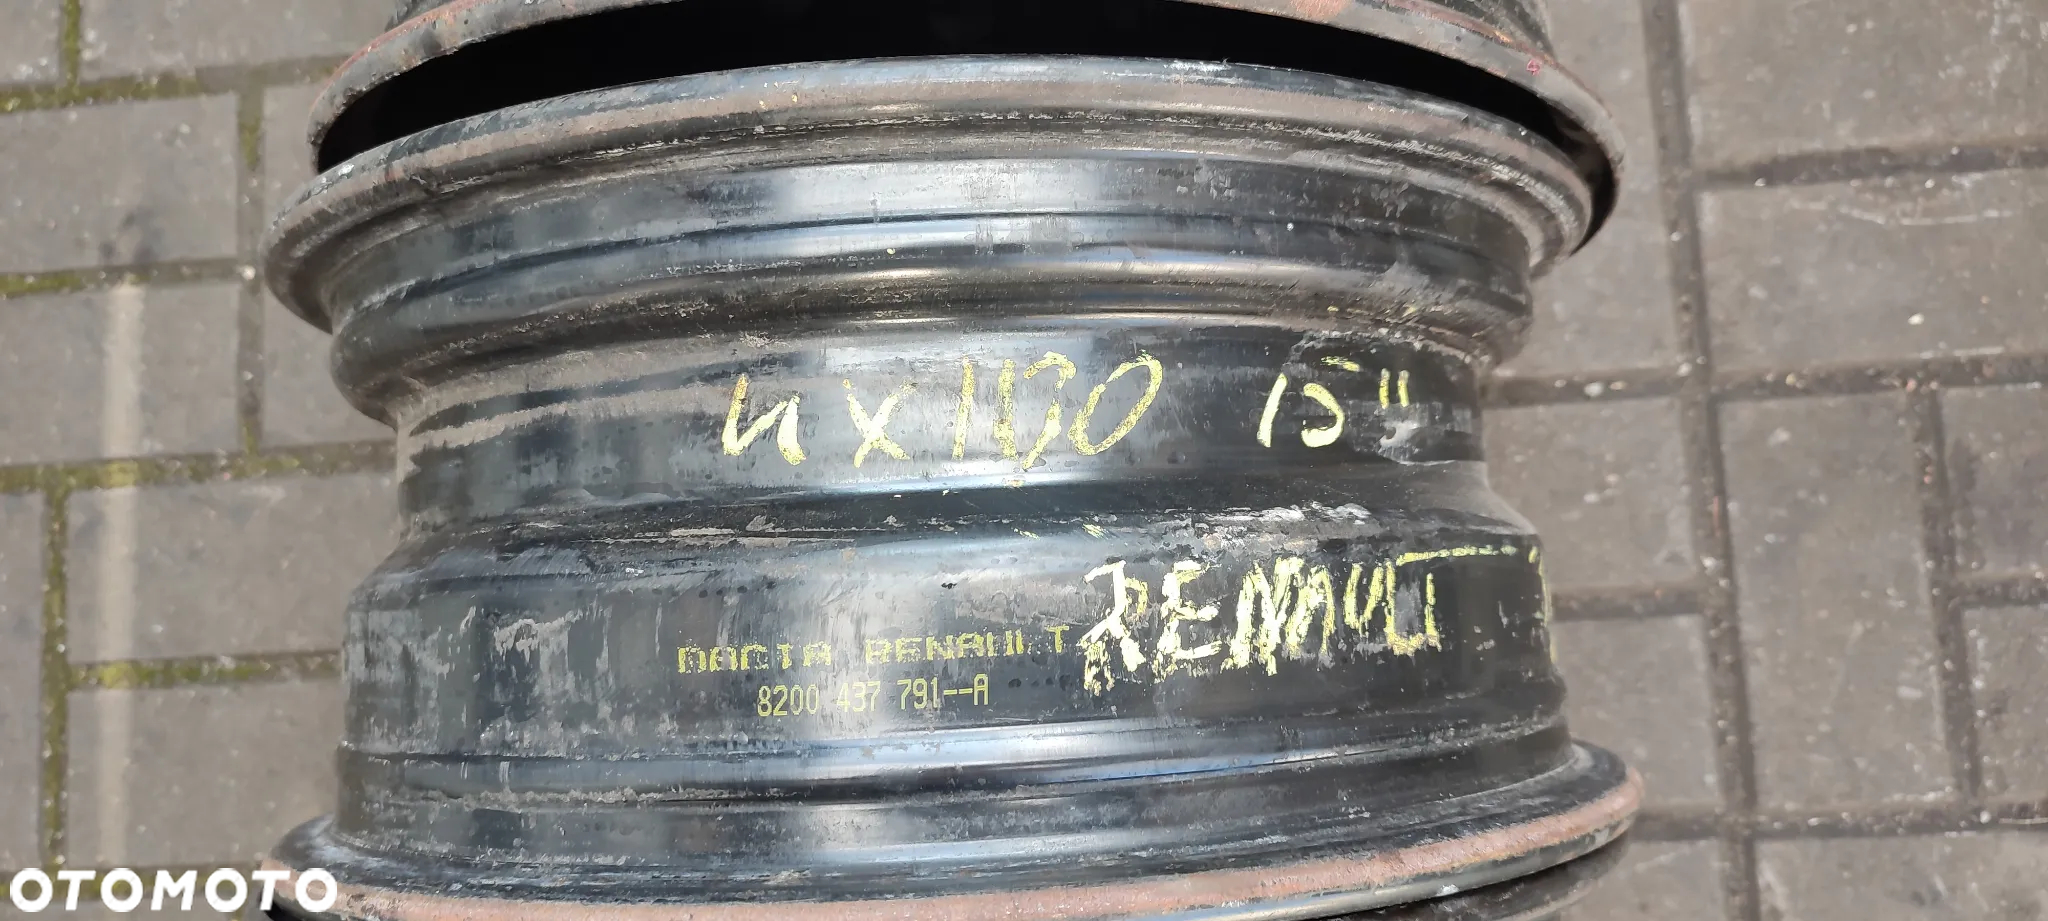 4x100 15"
RENAULT
DACIA RENAULT
8200 437 791--A
OTOMOTO